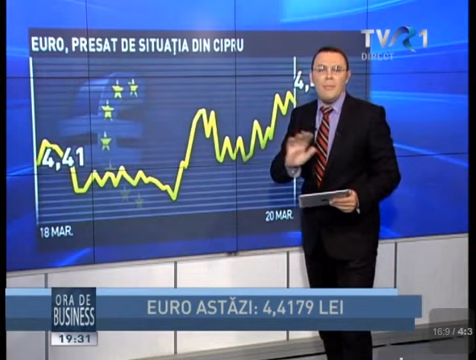 EURO, PRESAT DE SITUAȚIA DIN CIPRU
TVR1
DIRECT
4,41
18 MAR.
20 MAR.
ORA DE
BUSINESS
EURO ASTĂZI: 4,4179 LEI
19:31
16:9 / 4:3